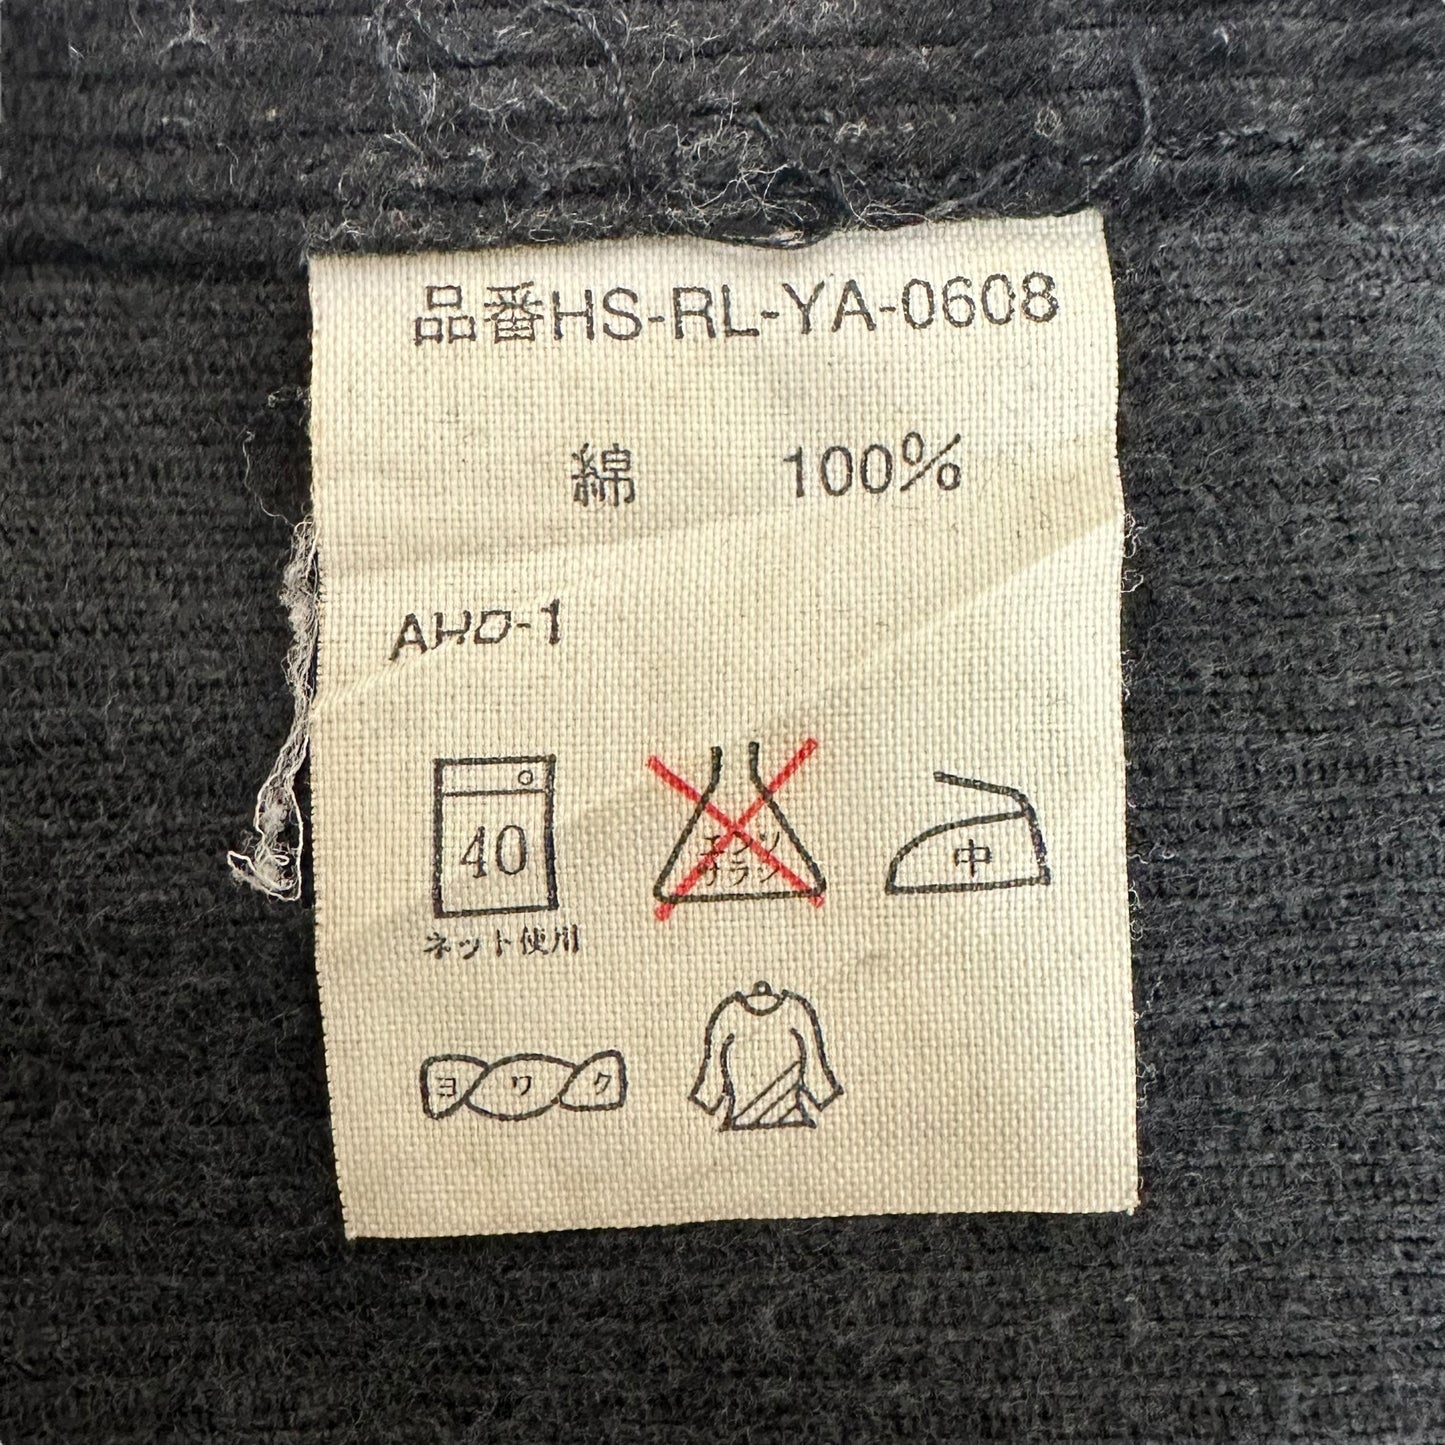 品番HS-RL-YA-0608
綿 100%
AHO-1
40
エンソ
サラシ
中
ネット使用
ヨ ワ ク